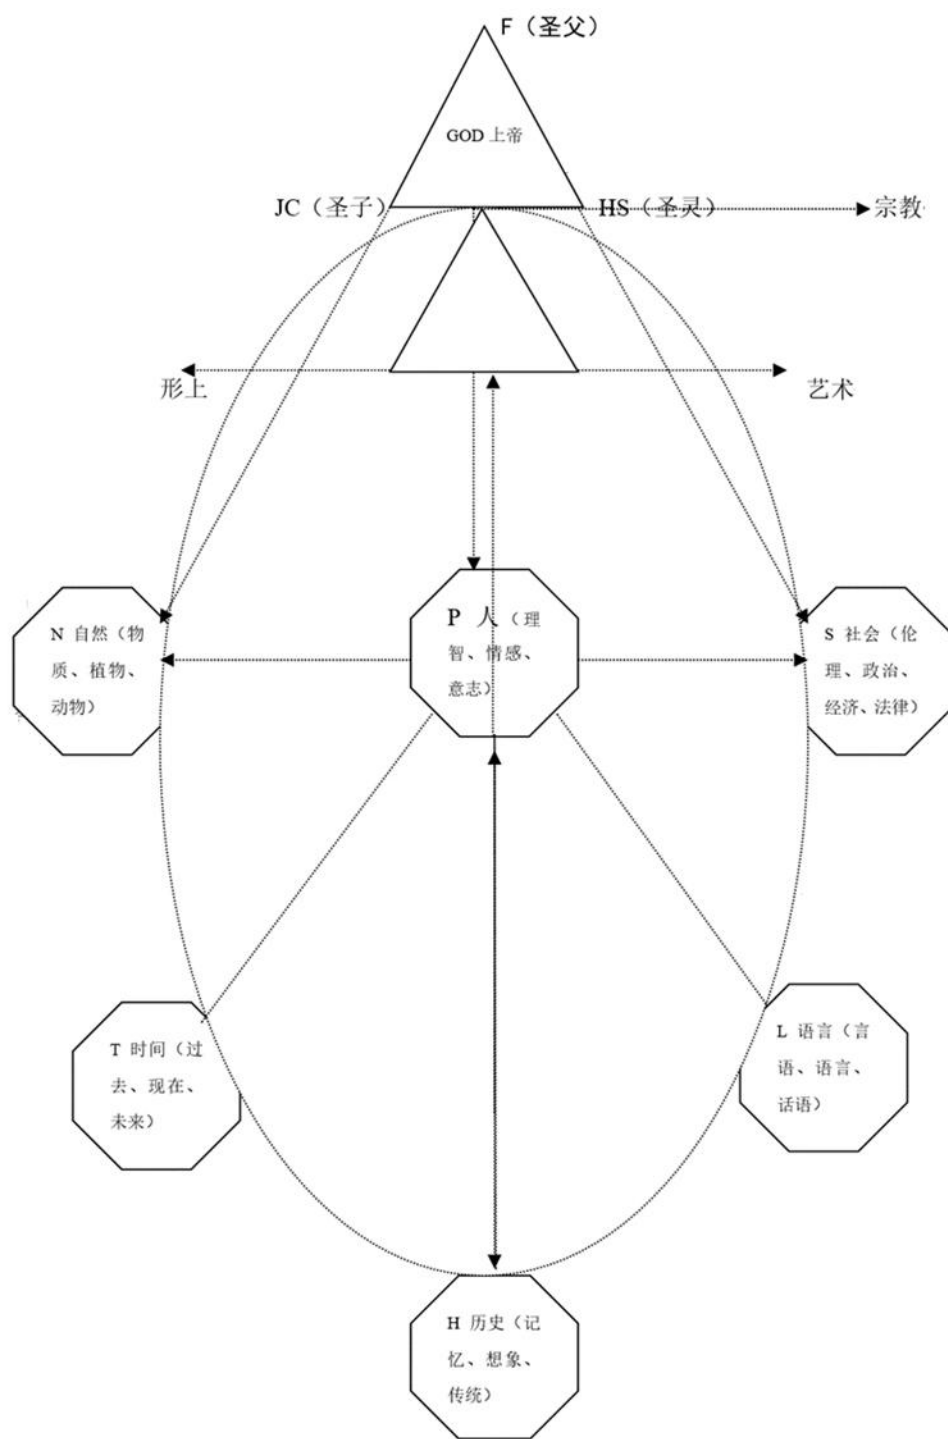 F（圣父）
GOD 上帝
JC（圣子）
HS（圣灵）
宗教
形上
艺术
N 自然（物
质、植物、
动物）
P 人（理
智、情感、
意志）
S 社会（伦
理、政治、
经济、法律）
T 时间（过
去、现在、
未来）
L 语言（言
语、语言、
话语）
H 历史（记
忆、想象、
传统）